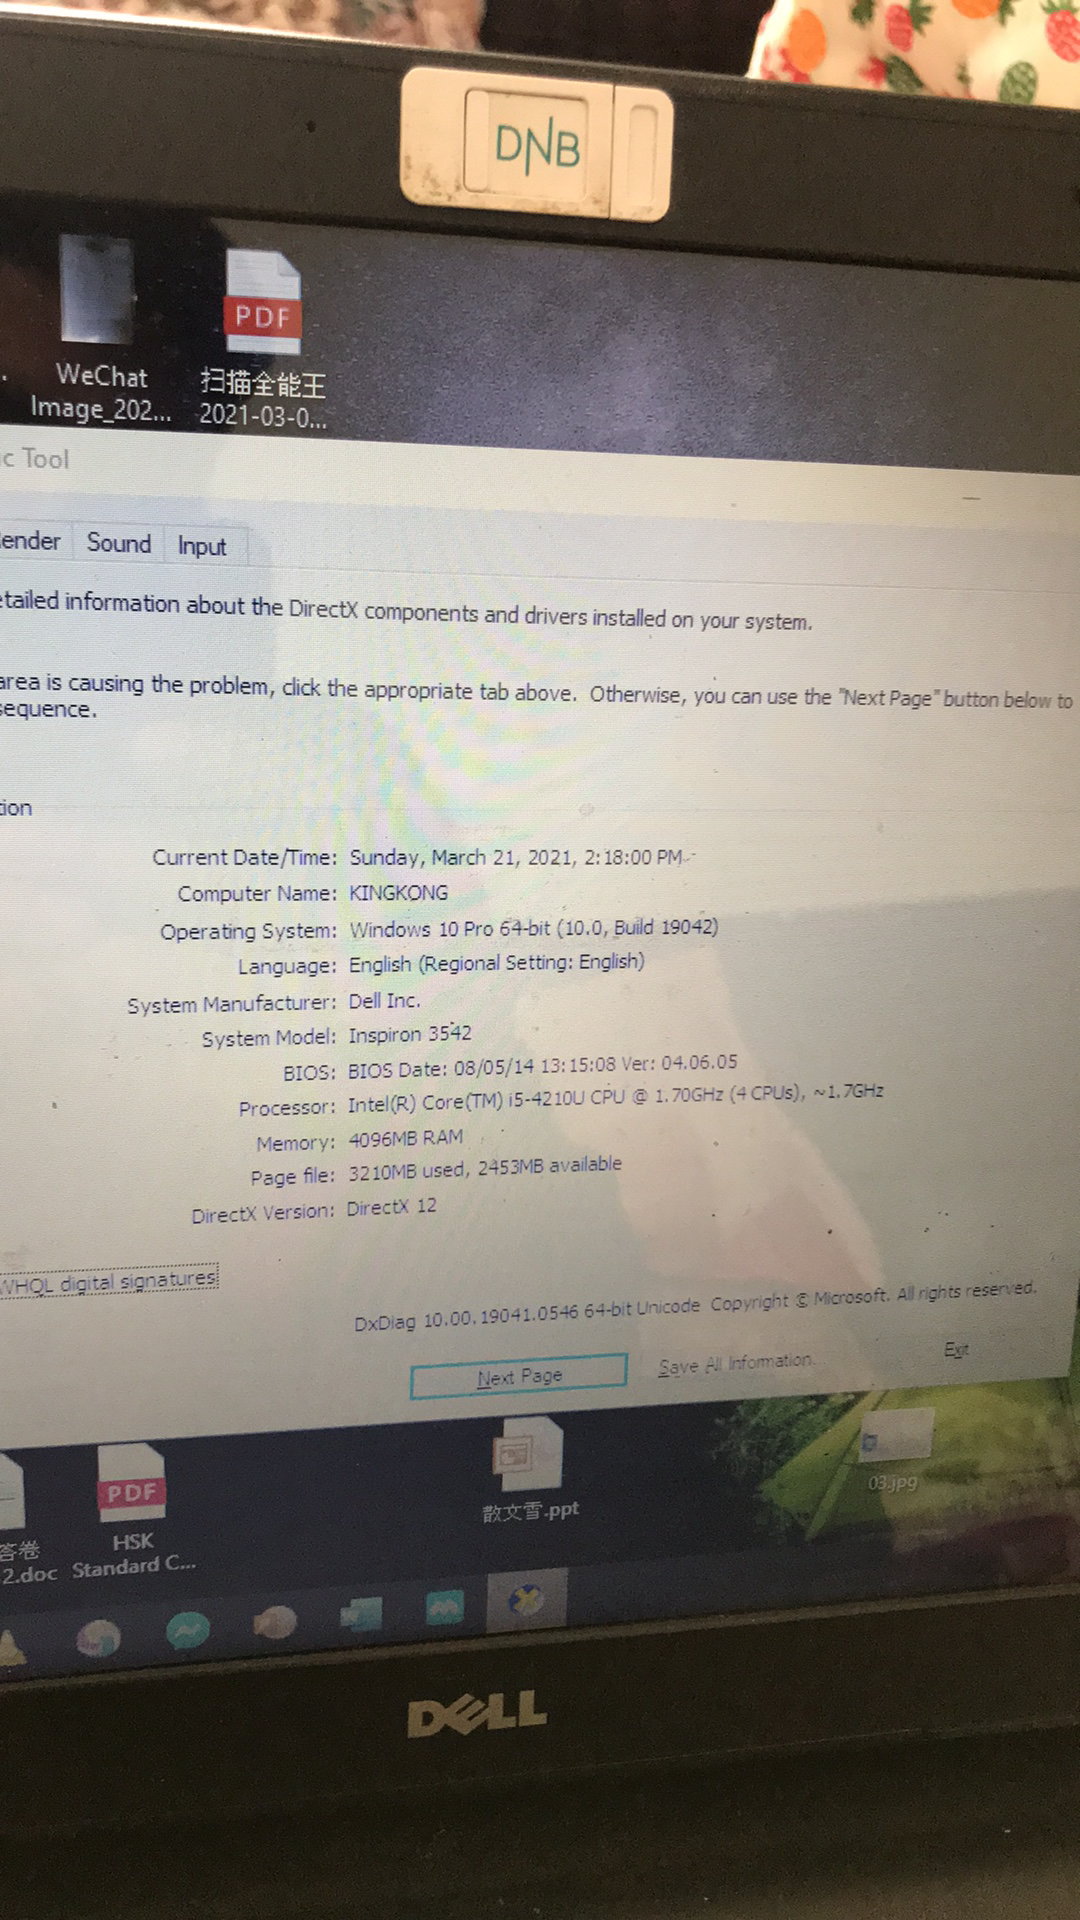 DNB
PDF
WeChat
Image_202...
扫描全能王
2021-03-0...
c Tool
ender
Sound
Input
etailed information about the DirectX components and drivers installed on your system.
area is causing the problem, click the appropriate tab above. Otherwise, you can use the "Next Page" button below to
sequence.
tion
Current Date/Time: Sunday, March 21, 2021, 2:18:00 PM
Computer Name: KINGKONG
Operating System: Windows 10 Pro 64-bit (10.0, Build 19042)
Language: English (Regional Setting: English)
System Manufacturer: Dell Inc.
System Model: Inspiron 3542
BIOS: BIOS Date: 08/05/14 13:15:08 Ver: 04.06.05
Processor: Intel(R) Core(TM) i5-4210U CPU @ 1.70GHz (4 CPUs), ~1.7GHz
Memory: 4096MB RAM
Page file: 3210MB used, 2453MB available
DirectX Version: DirectX 12
WHQL digital signatures
DxDiag 10.00.19041.0546 64-bit Unicode Copyright © Microsoft. All rights reserved.
Next Page
Save All Information...
Exit
答卷
2.doc
PDF
HSK
Standard C...
散文雪.ppt
03.jpg
DELL